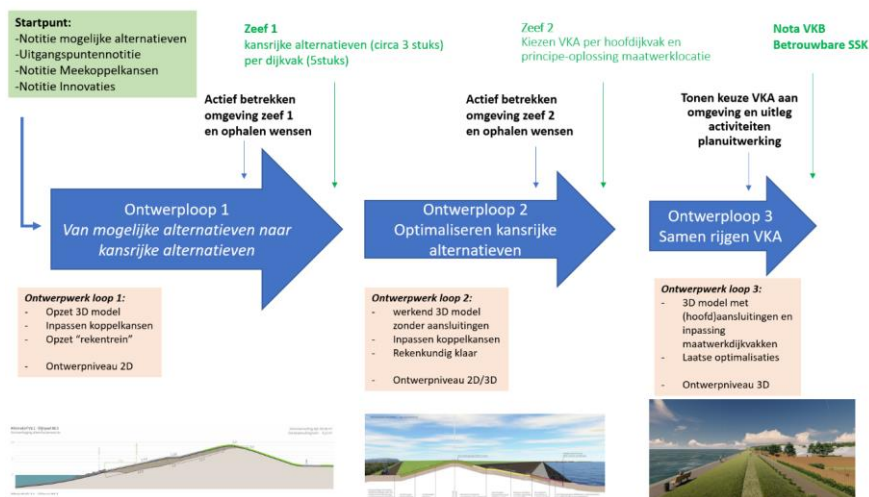 Startpunt:
-Notitie mogelijke alternatieven
-Uitgangspuntennotitie
-Notitie Meekoppelkansen
-Notitie Innovaties
Zeef 1
kansrijke alternatieven (circa 3 stuks)
per dijkvak (5stuks)
Zeef 2
Kiezen VKA per hoofdijkvak en
principe-oplossing maatwerklocatie
Nota VKB
Betrouwbare SSK
Actief betrekken
omgeving zeef 1
en ophalen wensen
Actief betrekken
omgeving zeef 2
en ophalen wensen
Tonen keuze VKA aan
omgeving en uitleg
activiteiten
planuitwerking
Ontwerploop 1
Van mogelijke alternatieven naar
kansrijke alternatieven
Ontwerploop 2
Optimaliseren kansrijke
alternatieven
Ontwerploop 3
Samen rijgen VKA
Ontwerpwerk loop 1:
- Opzet 3D model
- Inpassen koppelkansen
- Opzet “rekentrein”
- Ontwerpniveau 2D
Ontwerpwerk loop 2:
- werkend 3D model
zonder aansluitingen
- Inpassen koppelkansen
- Rekenkundig klaar
- Ontwerpniveau 2D/3D
Ontwerpwerk loop 3:
- 3D model met
(hoofd)aansluitingen en
inpassing
maatwerkdijkvakken
- Laatse optimalisaties
- Ontwerpniveau 3D